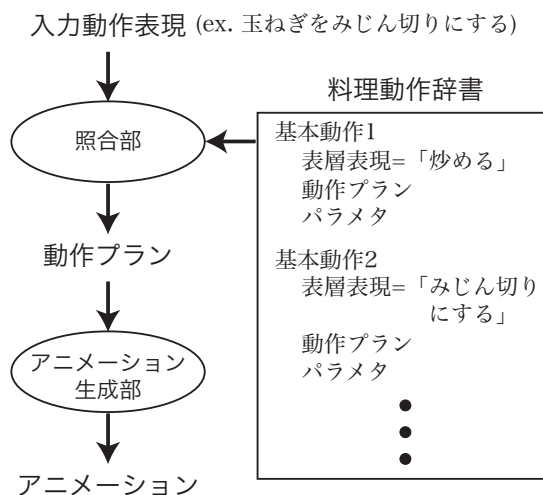 入力動作表現 (ex. 玉ねぎをみじん切りにする)
照合部
動作プラン
アニメーション
生成部
アニメーション
料理動作辞書
基本動作1
表層表現=「炒める」
動作プラン
パラメタ
基本動作2
表層表現=「みじん切り
にする」
動作プラン
パラメタ